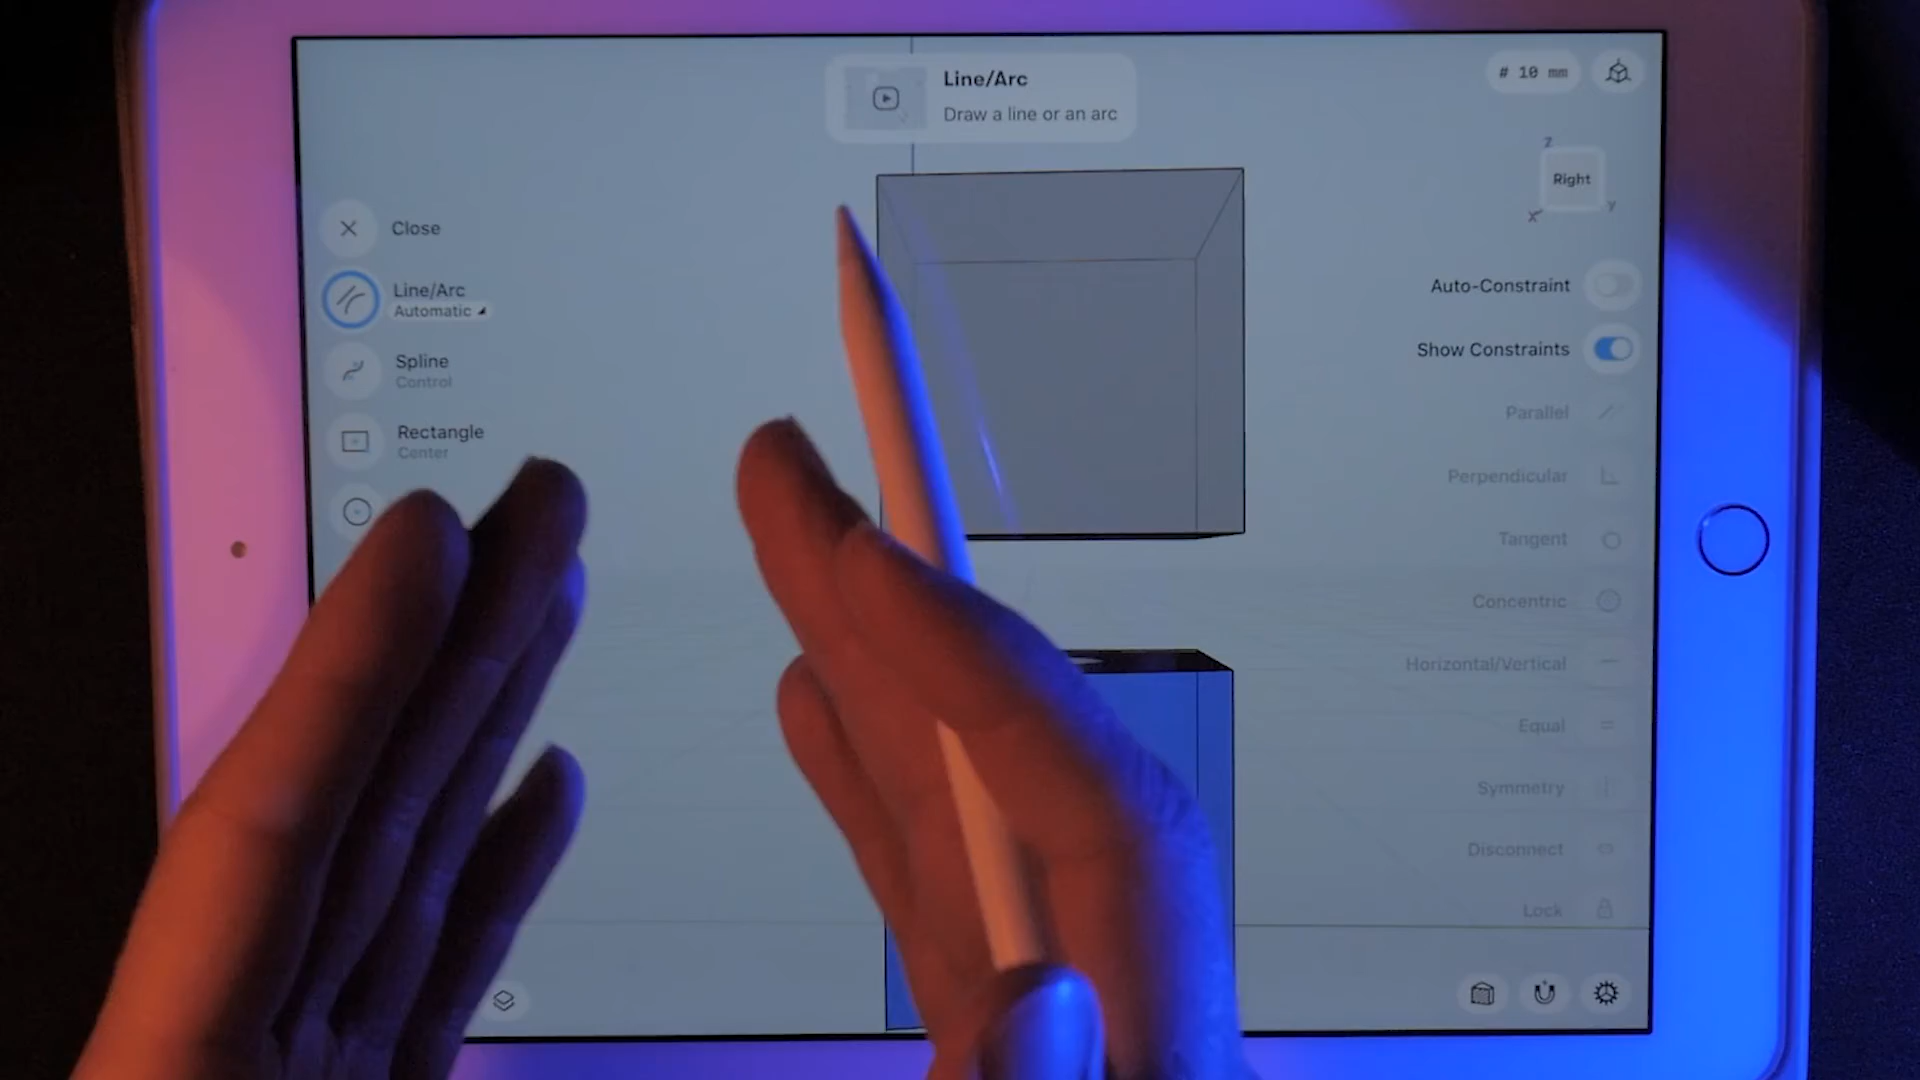 Line/Arc
Draw a line or an arc
# 10 mm
Z
Right
X
Y
Close
Line/Arc
Automatic
Spline
Control
Rectangle
Center
Auto-Constraint
Show Constraints
Parallel
Perpendicular
Tangent
Concentric
Horizontal/Vertical
Equal
Symmetry
Disconnect
Lock